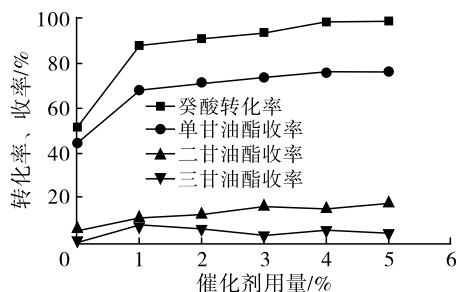 100
80
60
40
20
转化率、收率/%
癸酸转化率
单甘油酯收率
二甘油酯收率
三甘油酯收率
0 1 2 3 4 5 6
催化剂用量/%